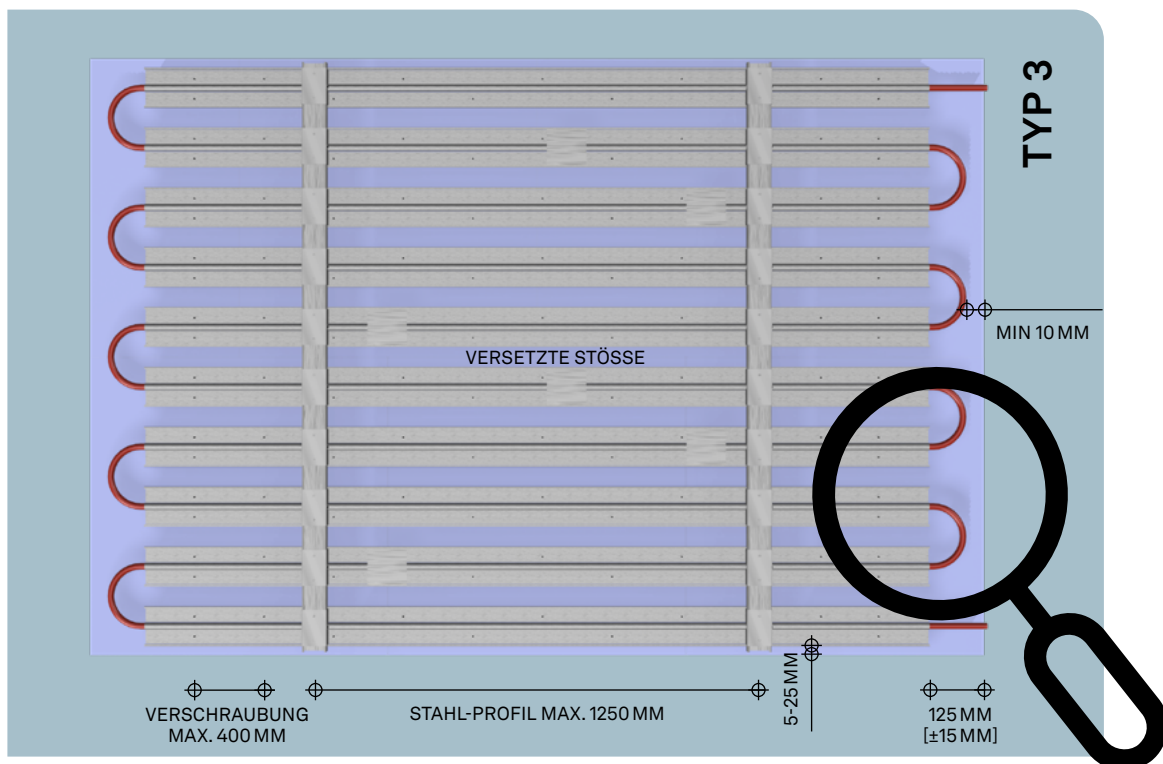 TYP 3
MIN 10 MM
VERSETZTE STÖSSE
5-25 MM
VERSCHRAUBUNG
MAX. 400 MM
STAHL-PROFIL MAX. 1250 MM
125 MM
[±15 MM]